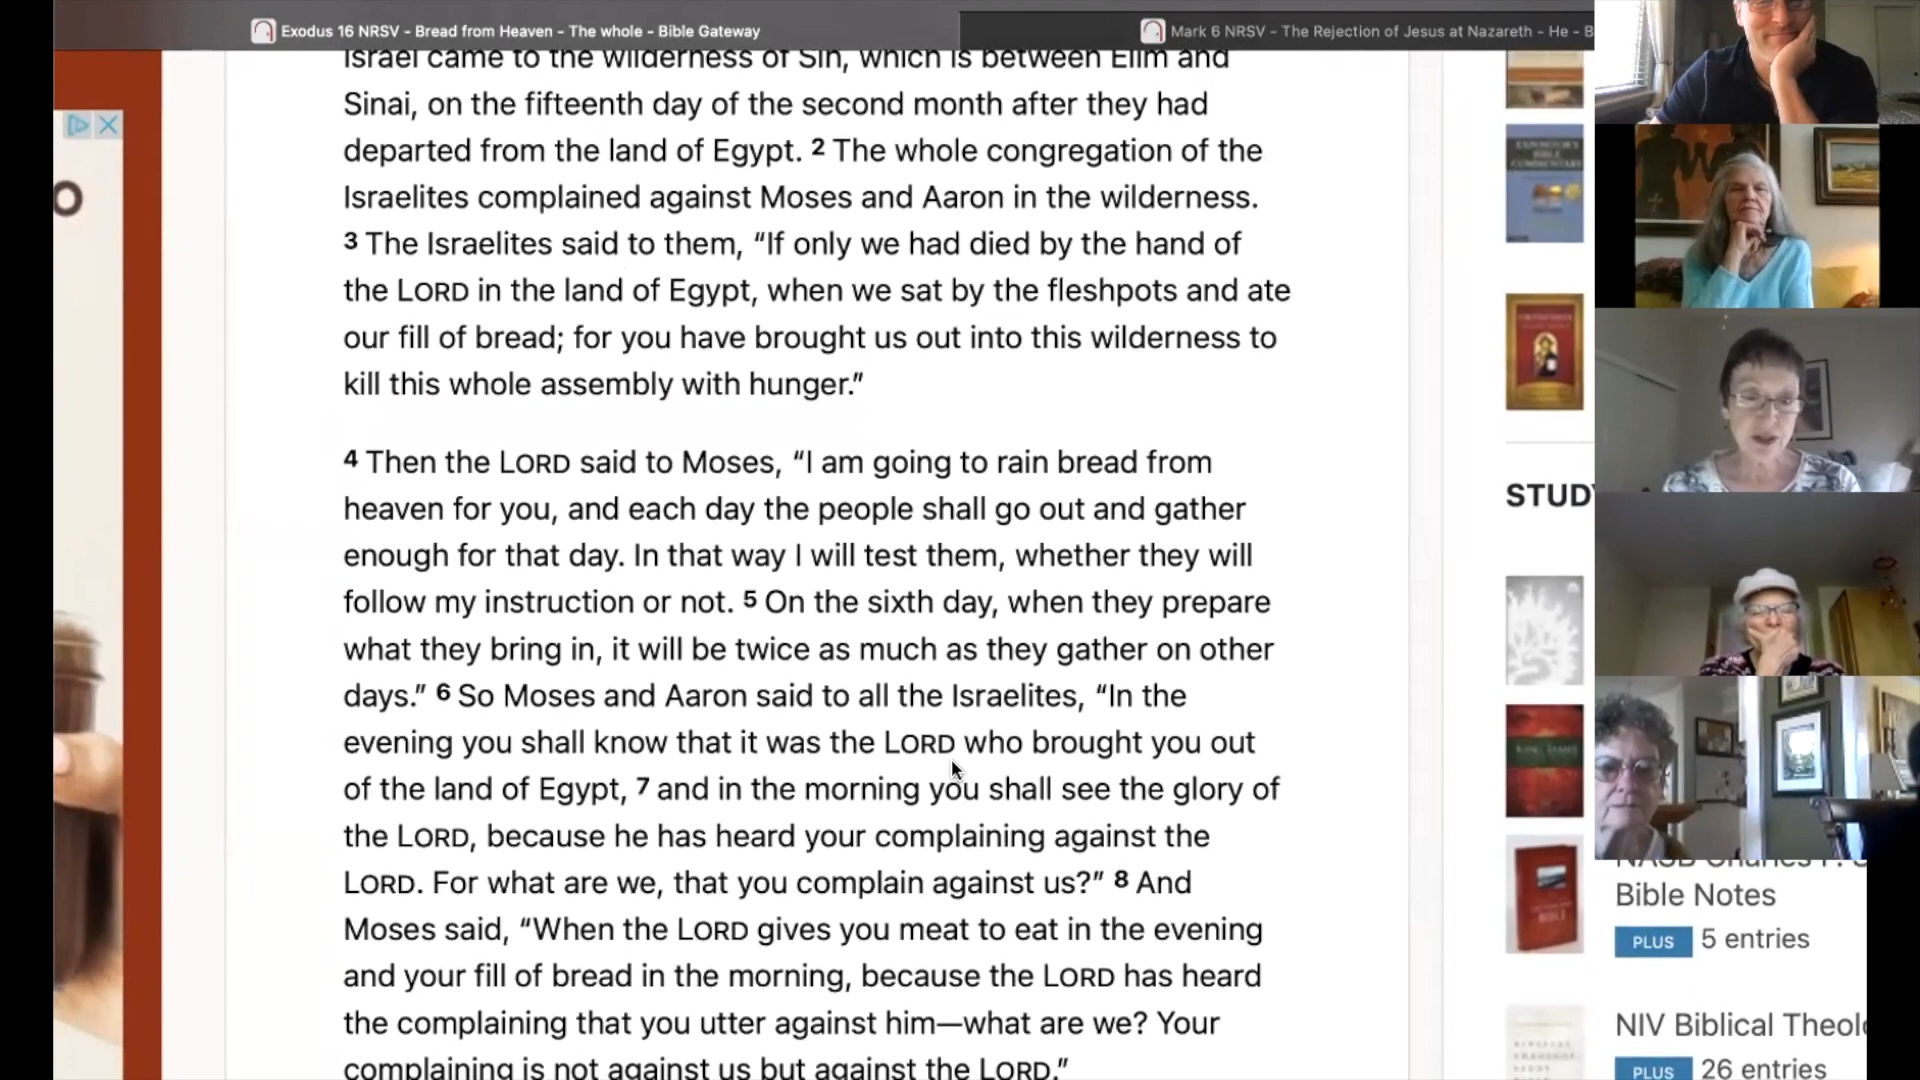 Exodus 16 NRSV - Bread from Heaven - The whole - Bible Gateway
Mark 6 NRSV - The Rejection of Jesus at Nazareth - He - B
Israel came to the wilderness of Sin, which is between Elim and
Sinai, on the fifteenth day of the second month after they had
departed from the land of Egypt. 2 The whole congregation of the
Israelites complained against Moses and Aaron in the wilderness.
3 The Israelites said to them, “If only we had died by the hand of
the LORD in the land of Egypt, when we sat by the fleshpots and ate
our fill of bread; for you have brought us out into this wilderness to
kill this whole assembly with hunger.”
4 Then the LORD said to Moses, “I am going to rain bread from
heaven for you, and each day the people shall go out and gather
enough for that day. In that way I will test them, whether they will
follow my instruction or not. 5 On the sixth day, when they prepare
what they bring in, it will be twice as much as they gather on other
days.” 6 So Moses and Aaron said to all the Israelites, “In the
evening you shall know that it was the LORD who brought you out
of the land of Egypt, 7 and in the morning you shall see the glory of
the LORD, because he has heard your complaining against the
LORD. For what are we, that you complain against us?” 8 And
Moses said, “When the LORD gives you meat to eat in the evening
and your fill of bread in the morning, because the LORD has heard
the complaining that you utter against him—what are we? Your
complaining is not against us but against the LORD.”
EXPOSITOR'S
BIBLE
COMMENTARY
STUDY
KING JAMES
Bible Notes
PLUS 5 entries
NIV Biblical Theolo
PLUS 26 entries